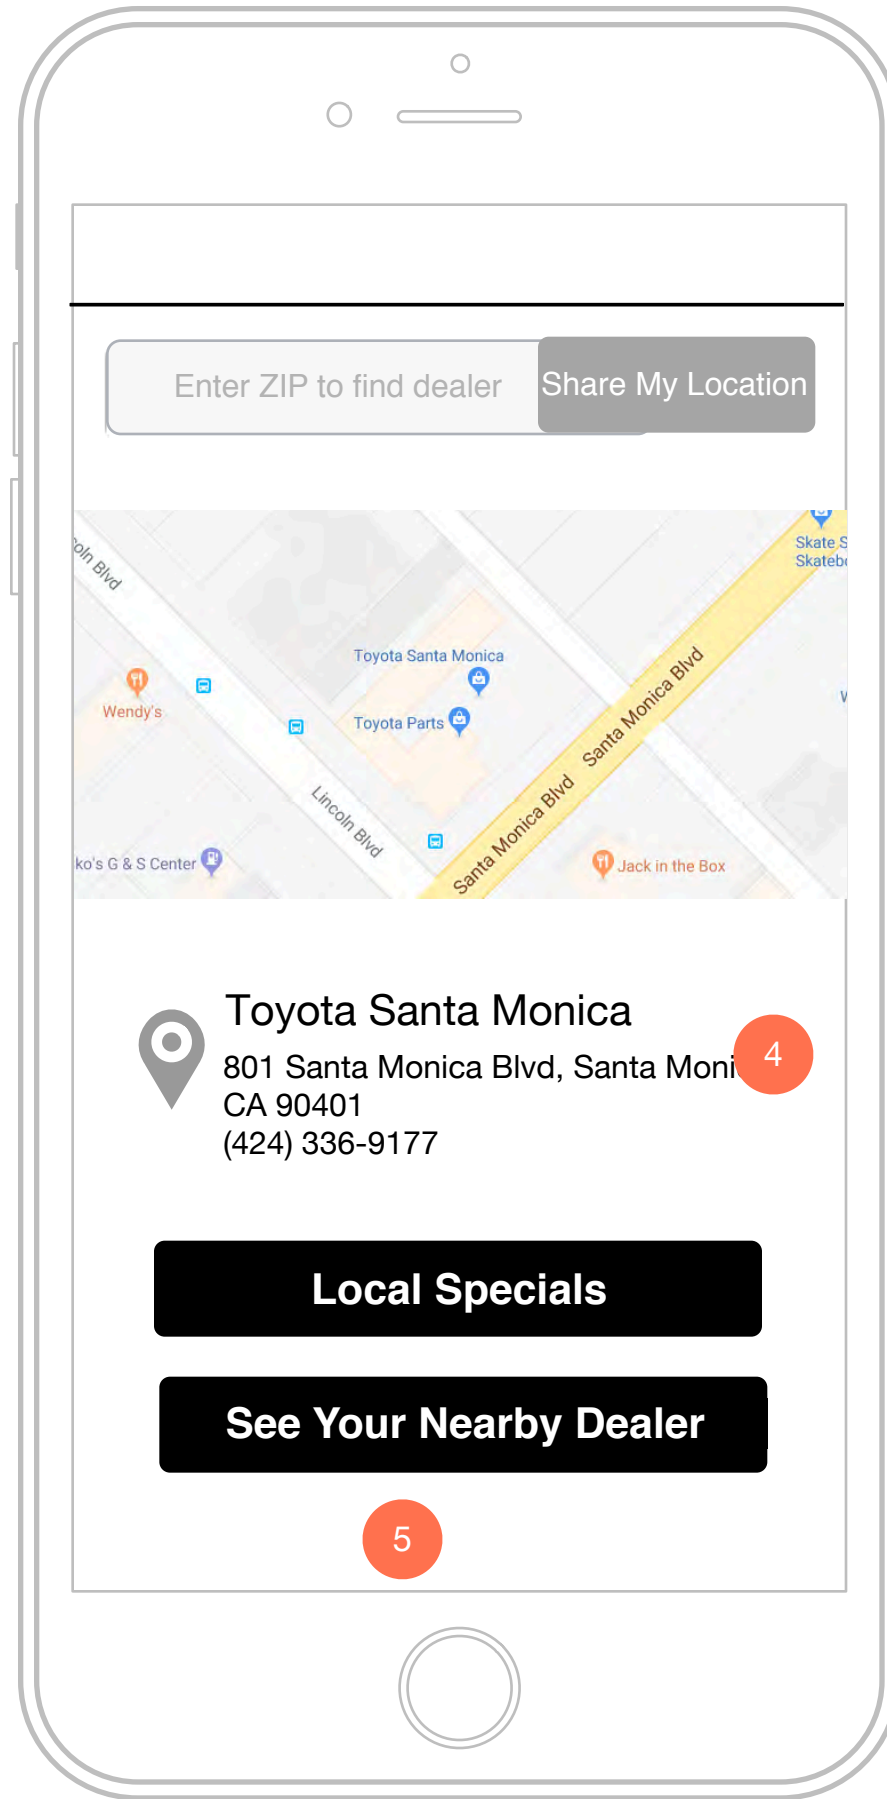 Enter ZIP to find dealer
Share My Location
Skate S
Skateb
oln Blvd
Toyota Santa Monica
Wendy's
Toyota Parts
Santa Monica Blvd
Lincoln Blvd
Santa Monica Blvd
ko's G & S Center
Jack in the Box
Toyota Santa Monica
801 Santa Monica Blvd, Santa Moni
4
CA 90401
(424) 336-9177
Local Specials
See Your Nearby Dealer
5